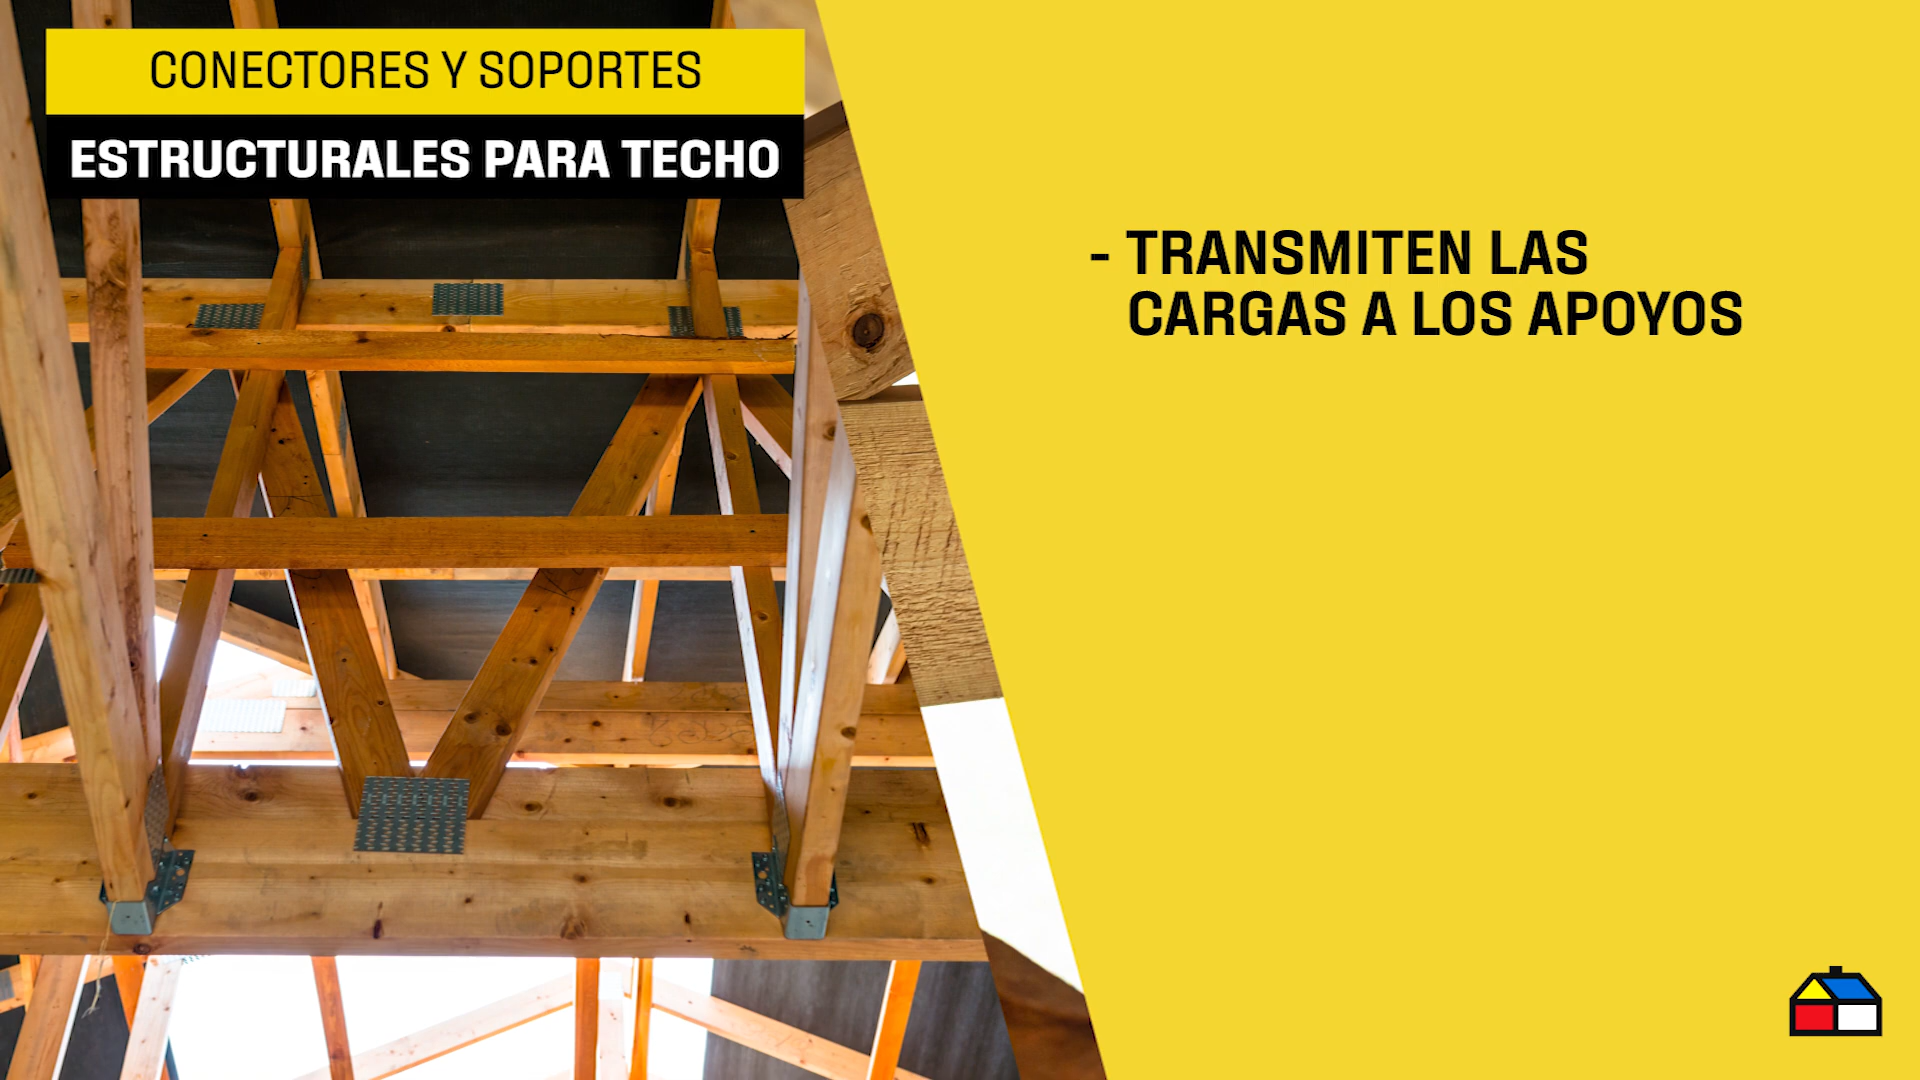 CONECTORES Y SOPORTES
ESTRUCTURALES PARA TECHO
- TRANSMITEN LAS
CARGAS A LOS APOYOS